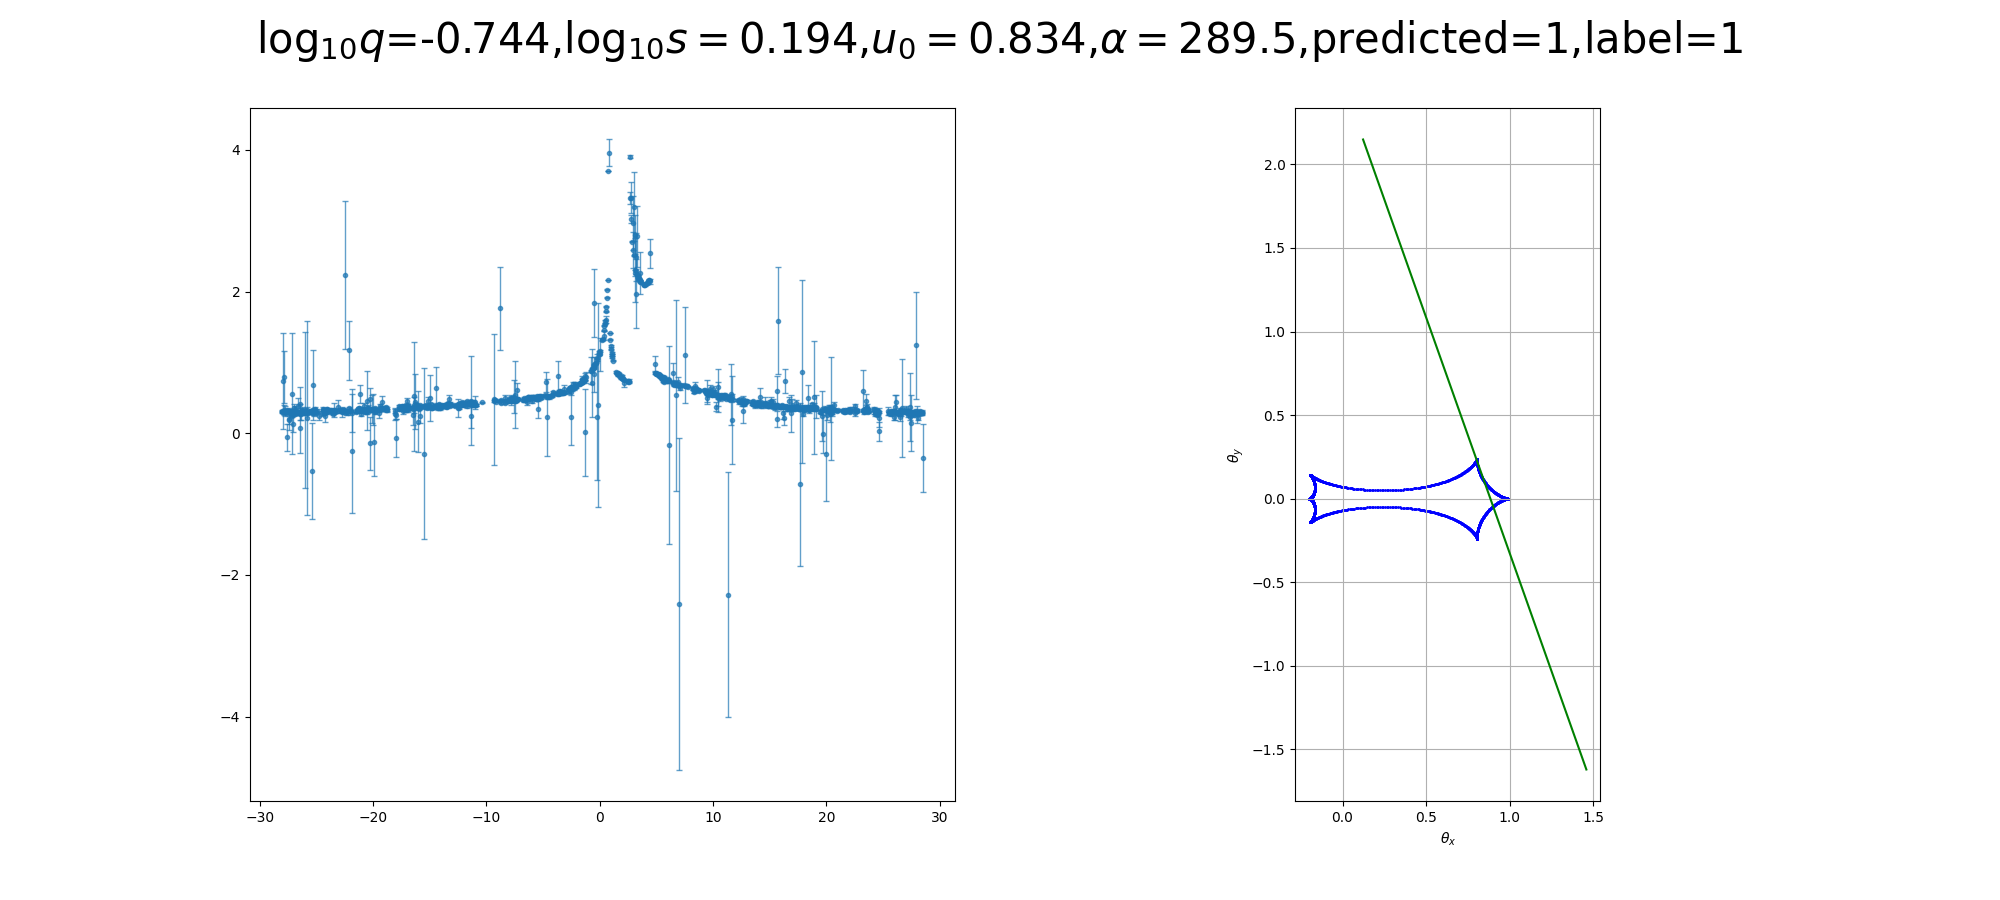 log₁₀q=-0.744,log₁₀s = 0.194,u₀ = 0.834,α = 289.5,predicted=1,label=1
4
2
0
−2
−4
−30 −20 −10 0 10 20 30
2.0
1.5
1.0
0.5
0.0
−0.5
−1.0
−1.5
θy
0.0 0.5 1.0 1.5
θx